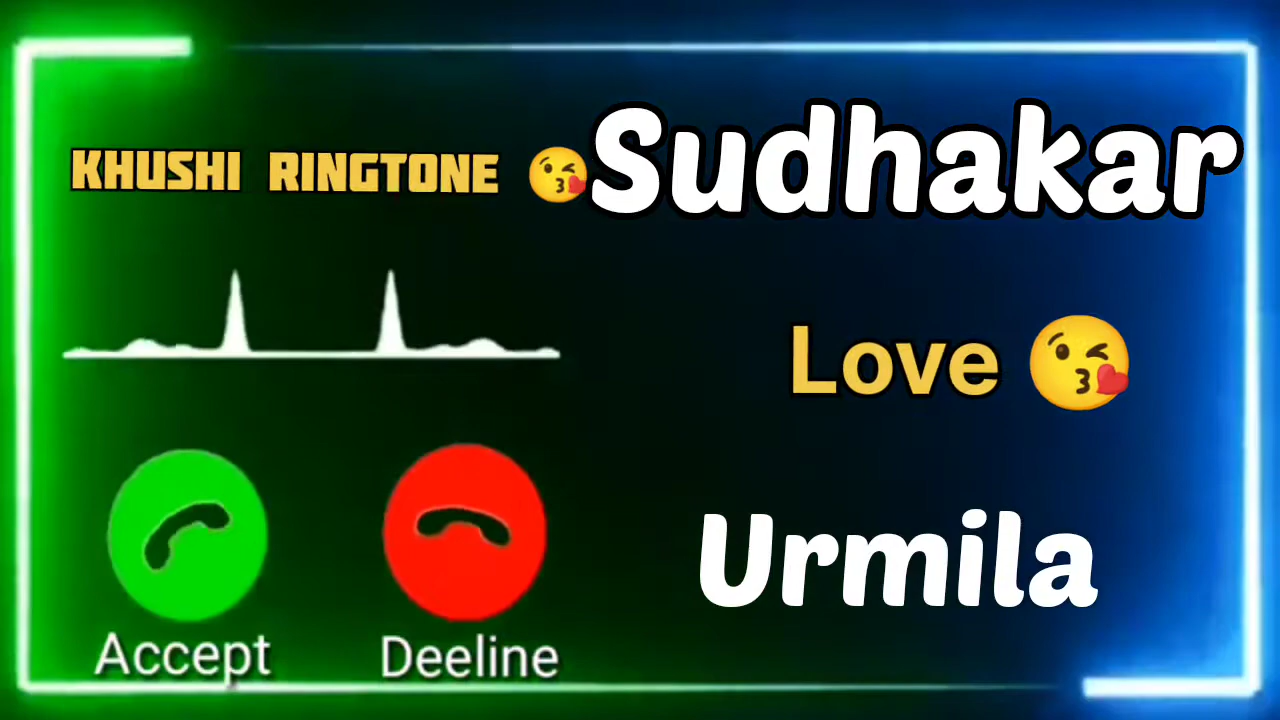 KHUSHI RINGTONE 😘
Sudhakar
Love 😘
Urmila
Accept
Deeline